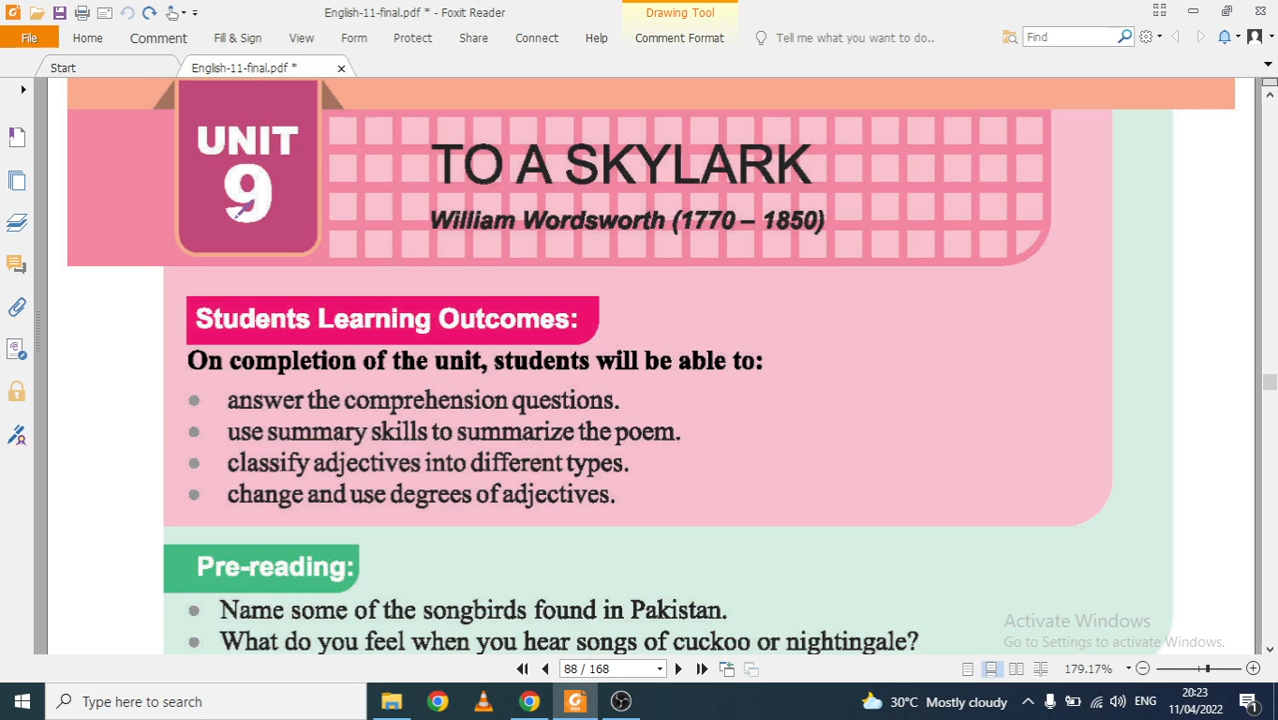 English-11-final.pdf * - Foxit Reader
Drawing Tool
File Home Comment Fill & Sign View Form Protect Share Connect Help Comment Format Tell me what you want to do.. Find
Start English-11-final.pdf *
UNIT
9
TO A SKYLARK
William Wordsworth (1770 – 1850)
Students Learning Outcomes:
On completion of the unit, students will be able to:
• answer the comprehension questions.
• use summary skills to summarize the poem.
• classify adjectives into different types.
• change and use degrees of adjectives.
Pre-reading:
• Name some of the songbirds found in Pakistan.
• What do you feel when you hear songs of cuckoo or nightingale?
Activate Windows
Go to Settings to activate Windows.
88 / 168 179.17%
Type here to search 30°C Mostly cloudy ENG 20:23
11/04/2022 1